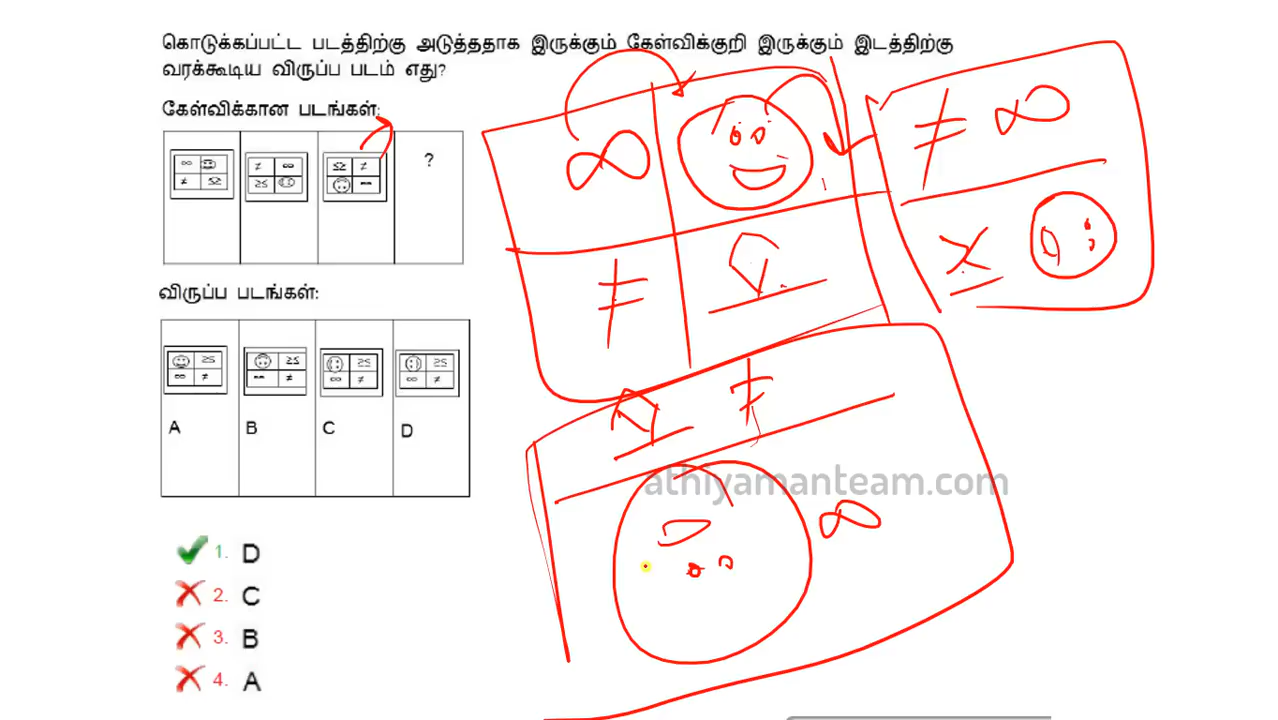 கொடுக்கப்பட்ட படத்திற்கு அடுத்ததாக இருக்கும் கேள்விக்குறி இருக்கும் இடத்திற்கு
வரக்கூடிய விருப்ப படம் எது?
கேள்விக்கான படங்கள்:
∞
≠
≠ ∞
Ω ≠
?
≠ ∞
∞
≠
≠
∞
விருப்ப படங்கள்:
∞ ≠
≠
∞ ≠
∞ ≠
A B C D
athiyamanteam.com
1. D
2. C
3. B
4. A